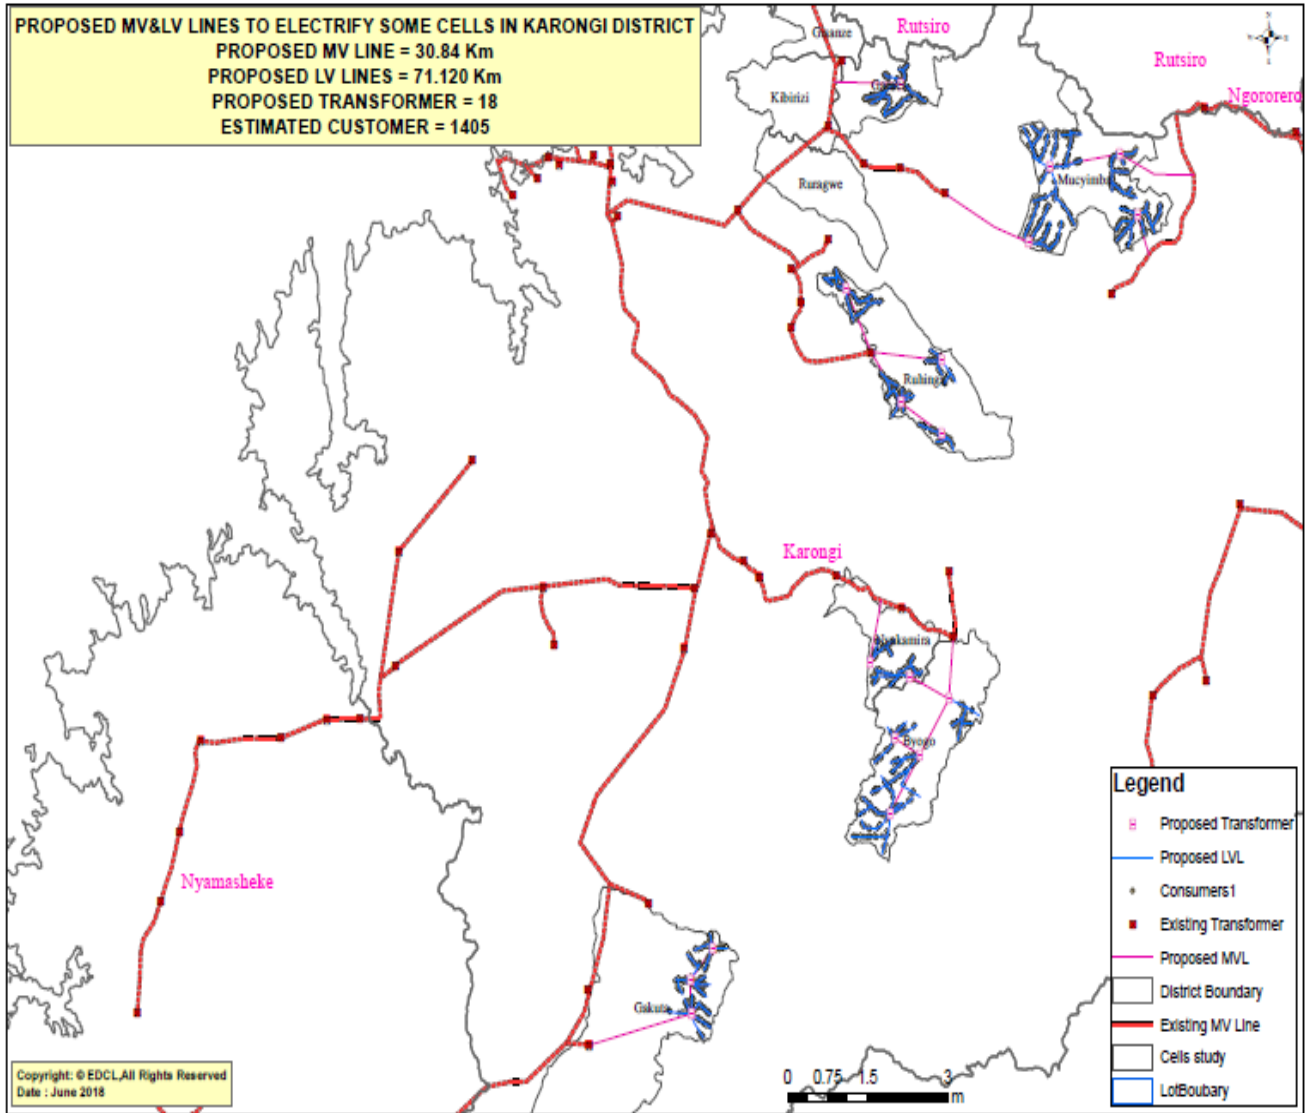 PROPOSED MV&LV LINES TO ELECTRIFY SOME CELLS IN KARONGI DISTRICT
PROPOSED MV LINE = 30.84 Km
PROPOSED LV LINES = 71.120 Km
PROPOSED TRANSFORMER = 18
ESTIMATED CUSTOMER = 1405
Rutsiro
Rutsiro
Ngororero
Kibirizi
Ruragwe
Karongi
Byogo
Nyamasheke
Gakuta
Legend
Proposed Transformer
Proposed LVL
Consumers1
Existing Transformer
Proposed MVL
District Boundary
Existing MV Line
Cells study
LotBoubary
Copyright: © EDCL,All Rights Reserved
Date : June 2018
0 0.75 1.5 3
m